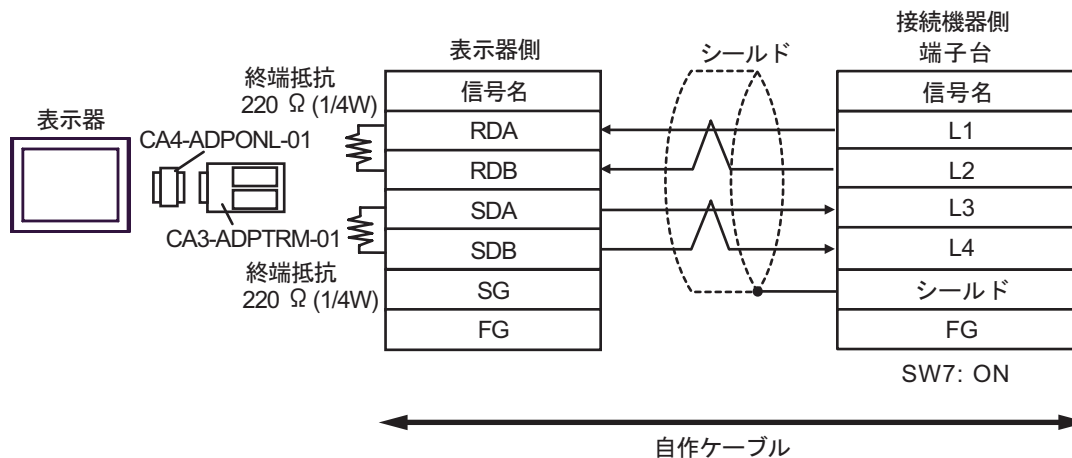 表示器
CA4-ADPONL-01
CA3-ADPTRM-01
終端抵抗
220 Ω (1/4W)
終端抵抗
220 Ω (1/4W)
表示器側
信号名
RDA
RDB
SDA
SDB
SG
FG
シールド
接続機器側
端子台
信号名
L1
L2
L3
L4
シールド
FG
SW7: ON
自作ケーブル